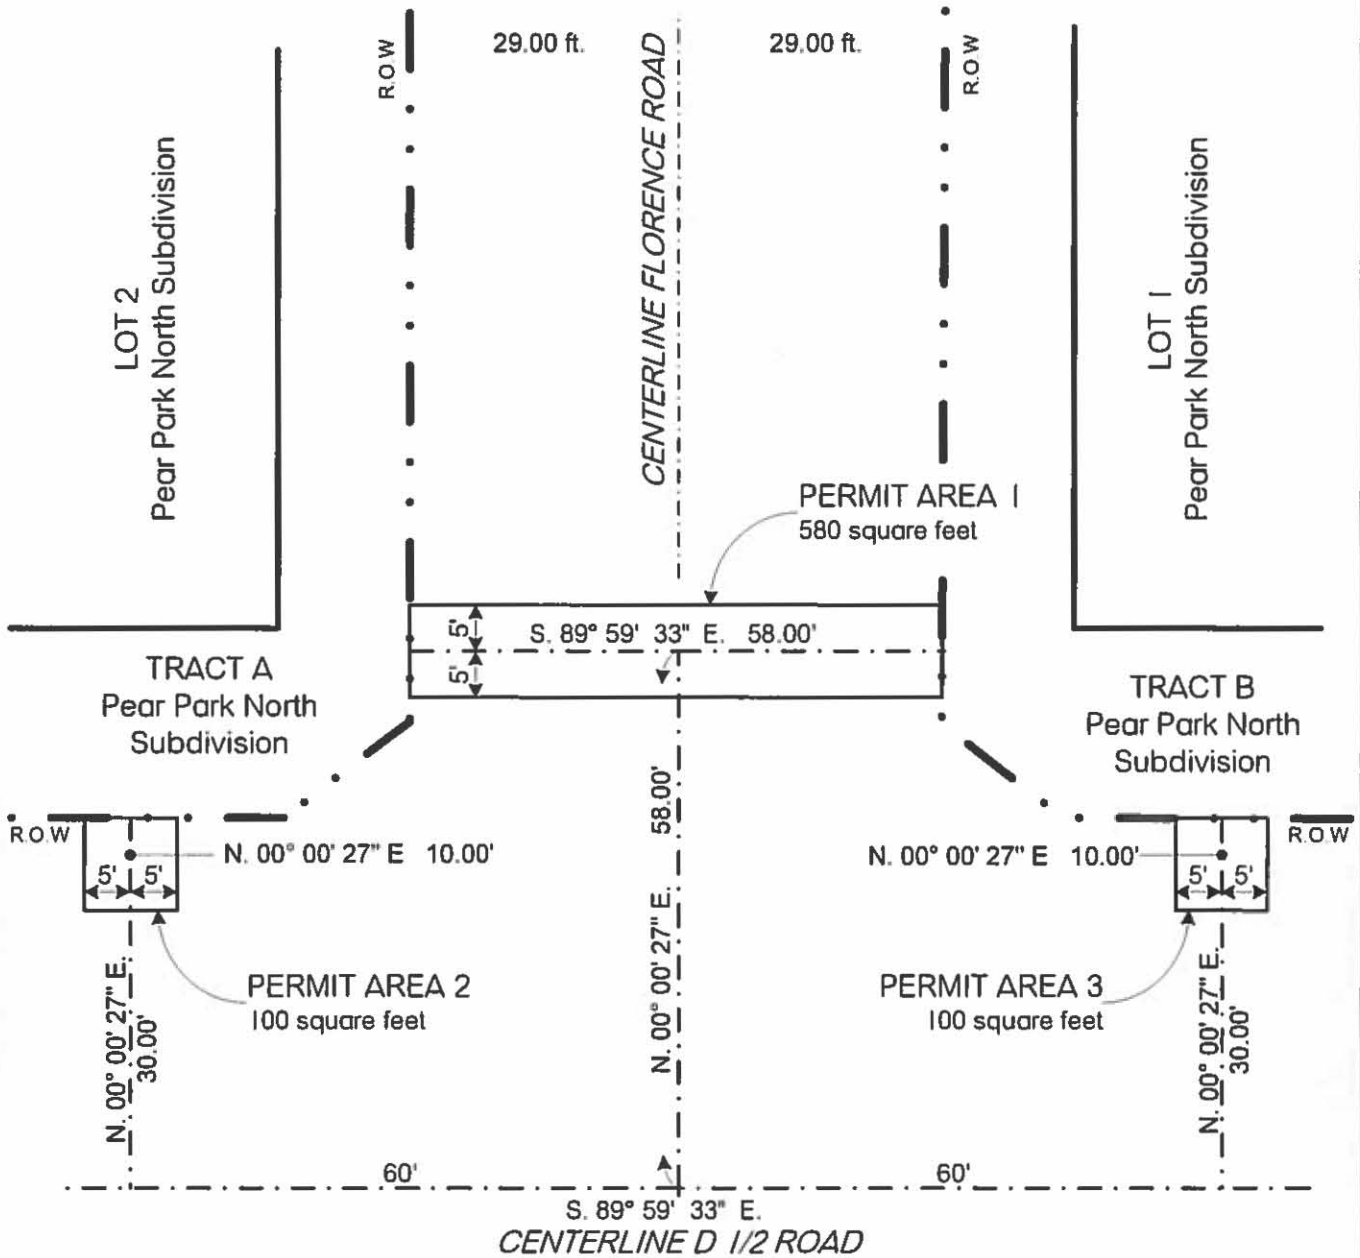 29.00 ft.
29.00 ft.
R.O.W
R.O.W
CENTERLINE FLORENCE ROAD
LOT 2
Pear Park North Subdivision
LOT 1
Pear Park North Subdivision
PERMIT AREA 1
580 square feet
5'
S. 89° 59' 33" E. 58.00'
5'
TRACT A
Pear Park North
Subdivision
TRACT B
Pear Park North
Subdivision
58.00'
N. 00° 00' 27" E.
R.O.W
R.O.W
N. 00° 00' 27" E 10.00'
N. 00° 00' 27" E 10.00'
5' 5'
5' 5'
PERMIT AREA 2
100 square feet
PERMIT AREA 3
100 square feet
N. 00° 00' 27" E.
30.00'
N. 00° 00' 27" E.
30.00'
60'
60'
S. 89° 59' 33" E.
CENTERLINE D 1/2 ROAD